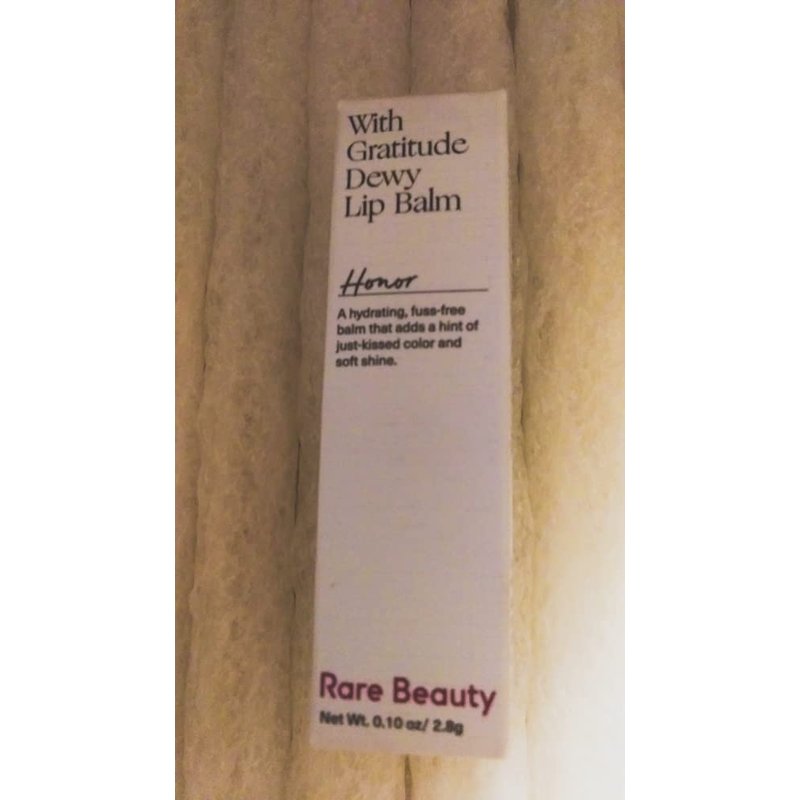 With
Gratitude
Dewy
Lip Balm
Honor
A hydrating, fuss-free
balm that adds a hint of
just-kissed color and
soft shine.
Rare Beauty
Net Wt. 0.10 oz/ 2.8g